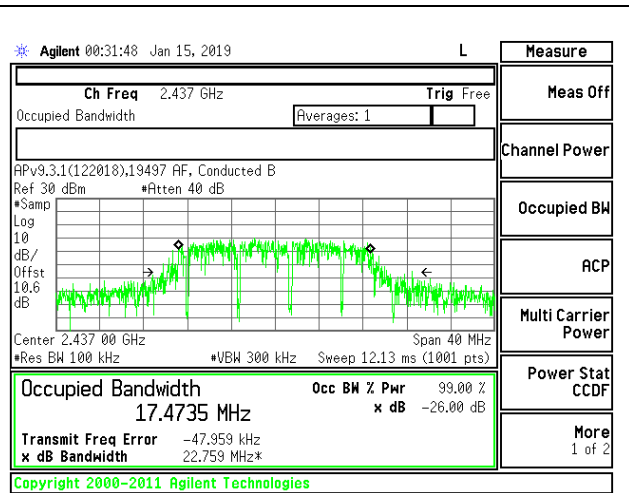 Agilent 00:31:48 Jan 15, 2019 L Measure
Ch Freq 2.437 GHz Trig Free
Meas Off
Occupied Bandwidth Averages: 1
Channel Power
APv9.3.1(122018),19497 AF, Conducted B
Ref 30 dBm #Atten 40 dB
#Samp
Log
10
dB/
Offst
10.6
dB
Occupied BW
ACP
Multi Carrier
Power
Center 2.437 00 GHz Span 40 MHz
#Res BW 100 kHz #VBW 300 kHz Sweep 12.13 ms (1001 pts)
Occupied Bandwidth Occ BW % Pwr 99.00 %
17.4735 MHz x dB -26.00 dB
Power Stat
CCDF
Transmit Freq Error -47.959 kHz
x dB Bandwidth 22.759 MHz*
More
1 of 2
Copyright 2000-2011 Agilent Technologies